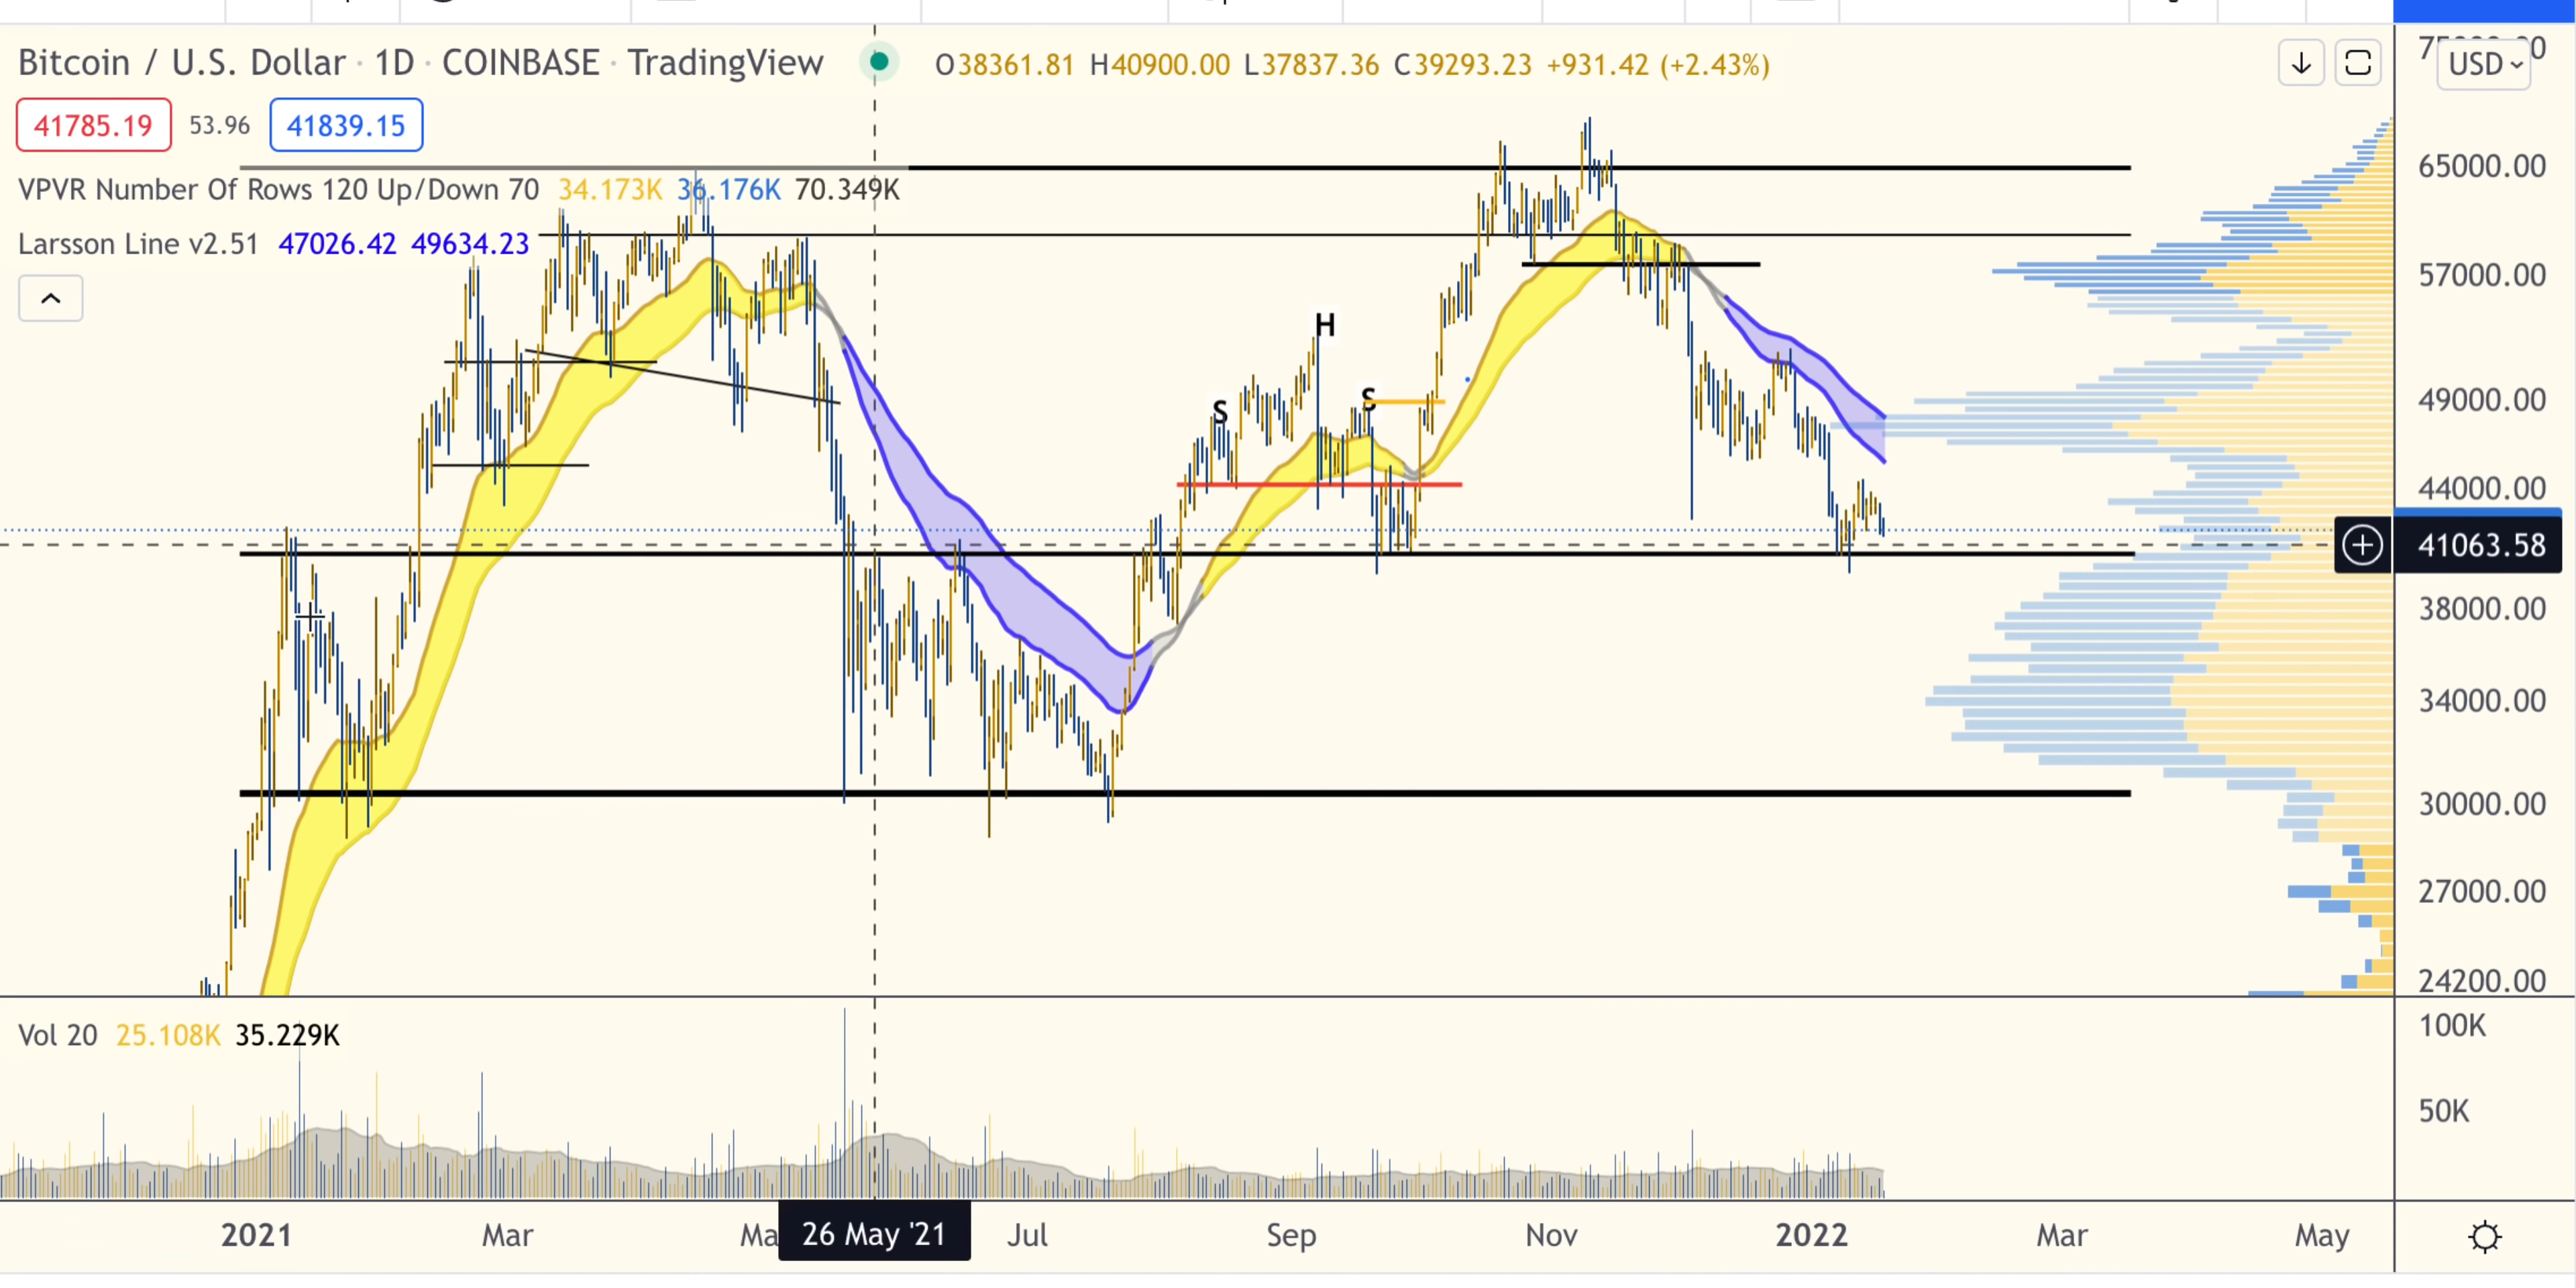 Bitcoin / U.S. Dollar · 1D · COINBASE · TradingView O38361.81 H40900.00 L37837.36 C39293.23 +931.42 (+2.43%)
USD
41785.19 53.96 41839.15
VPVR Number Of Rows 120 Up/Down 70 34.173K 36.176K 70.349K
Larsson Line v2.51 47026.42 49634.23
65000.00
57000.00
H
S
S
49000.00
44000.00
41063.58
38000.00
34000.00
30000.00
27000.00
24200.00
Vol 20 25.108K 35.229K
100K
50K
2021 Mar Ma 26 May '21 Jul Sep Nov 2022 Mar May